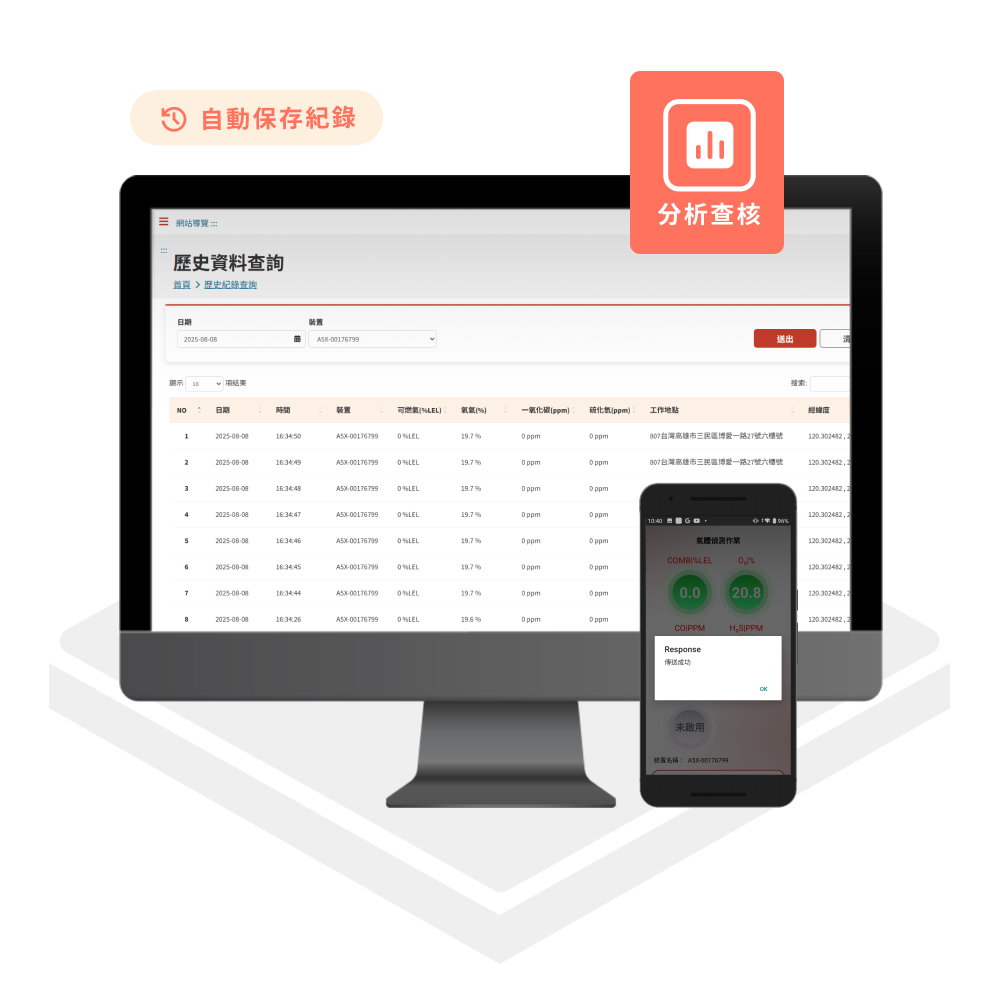 自動保存紀錄
分析查核
網站導覽 :::
:::
歷史資料查詢
首頁 > 歷史紀錄查詢
日期 裝置
2025-08-08 A5X-00176799 送出 清
顯示 10 項結果 搜索:
NO 日期 時間 裝置 可燃氣(%LEL) 氧氣(%) 一氧化碳(ppm) 硫化氫(ppm) 工作地點 經緯度
1 2025-08-08 16:34:50 A5X-00176799 0 %LEL 19.7 % 0 ppm 0 ppm 807台灣高雄市三民區博愛一路27號六樓號 120.302482 , 2
2 2025-08-08 16:34:49 A5X-00176799 0 %LEL 19.7 % 0 ppm 0 ppm 807台灣高雄市三民區博愛一路27號六樓號 120.302482 , 2
3 2025-08-08 16:34:48 A5X-00176799 0 %LEL 19.7 % 0 ppm 0 ppm 120.302482 , 2
4 2025-08-08 16:34:47 A5X-00176799 0 %LEL 19.7 % 0 ppm 0 ppm 120.302482 , 2
5 2025-08-08 16:34:46 A5X-00176799 0 %LEL 19.7 % 0 ppm 0 ppm 120.302482 , 2
6 2025-08-08 16:34:45 A5X-00176799 0 %LEL 19.7 % 0 ppm 0 ppm 120.302482 , 2
7 2025-08-08 16:34:44 A5X-00176799 0 %LEL 19.7 % 0 ppm 0 ppm 120.302482 , 2
8 2025-08-08 16:34:26 A5X-00176799 0 %LEL 19.6 % 0 ppm 0 ppm 120.302482 , 2
10:40 G 96%
氣體偵測作業
COMB|%LEL O₂|%
0.0 20.8
CO|PPM H₂S|PPM
Response
傳送成功
OK
未啟用
裝置名稱： A5X-00176799